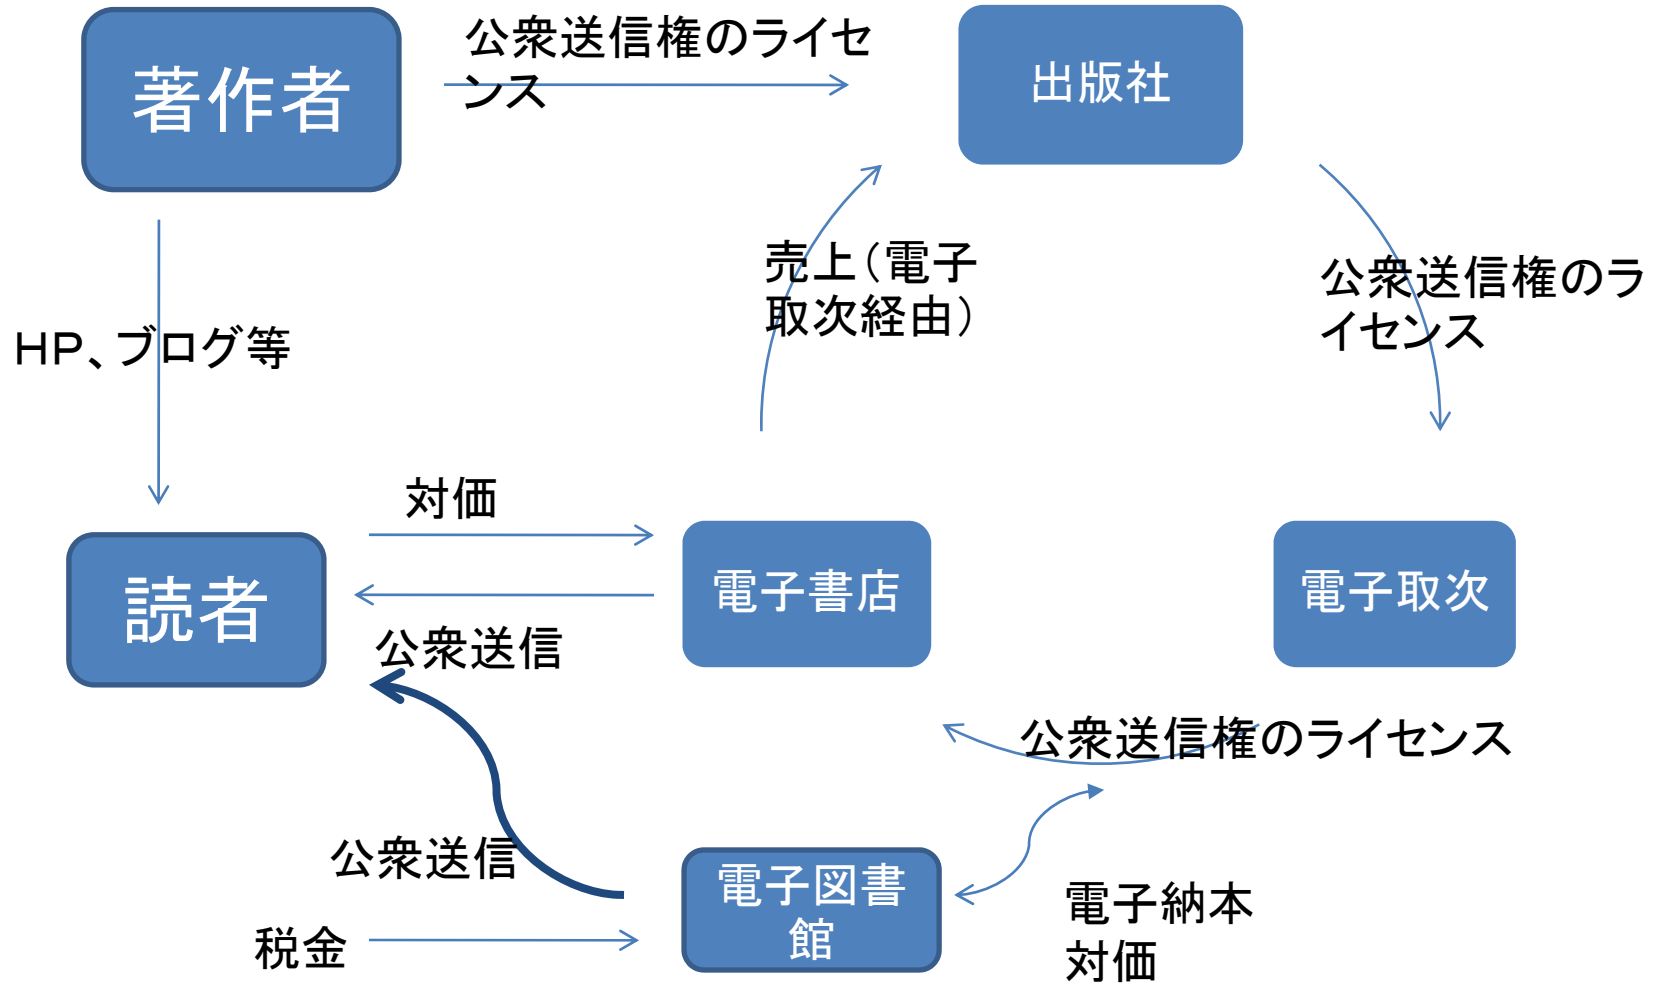 著作者
公衆送信権のライセ
ンス
出版社
売上（電子
取次経由）
公衆送信権のラ
イセンス
HP、ブログ等
対価
読者
電子書店
電子取次
公衆送信
公衆送信権のライセンス
公衆送信
電子図書
館
電子納本
対価
税金